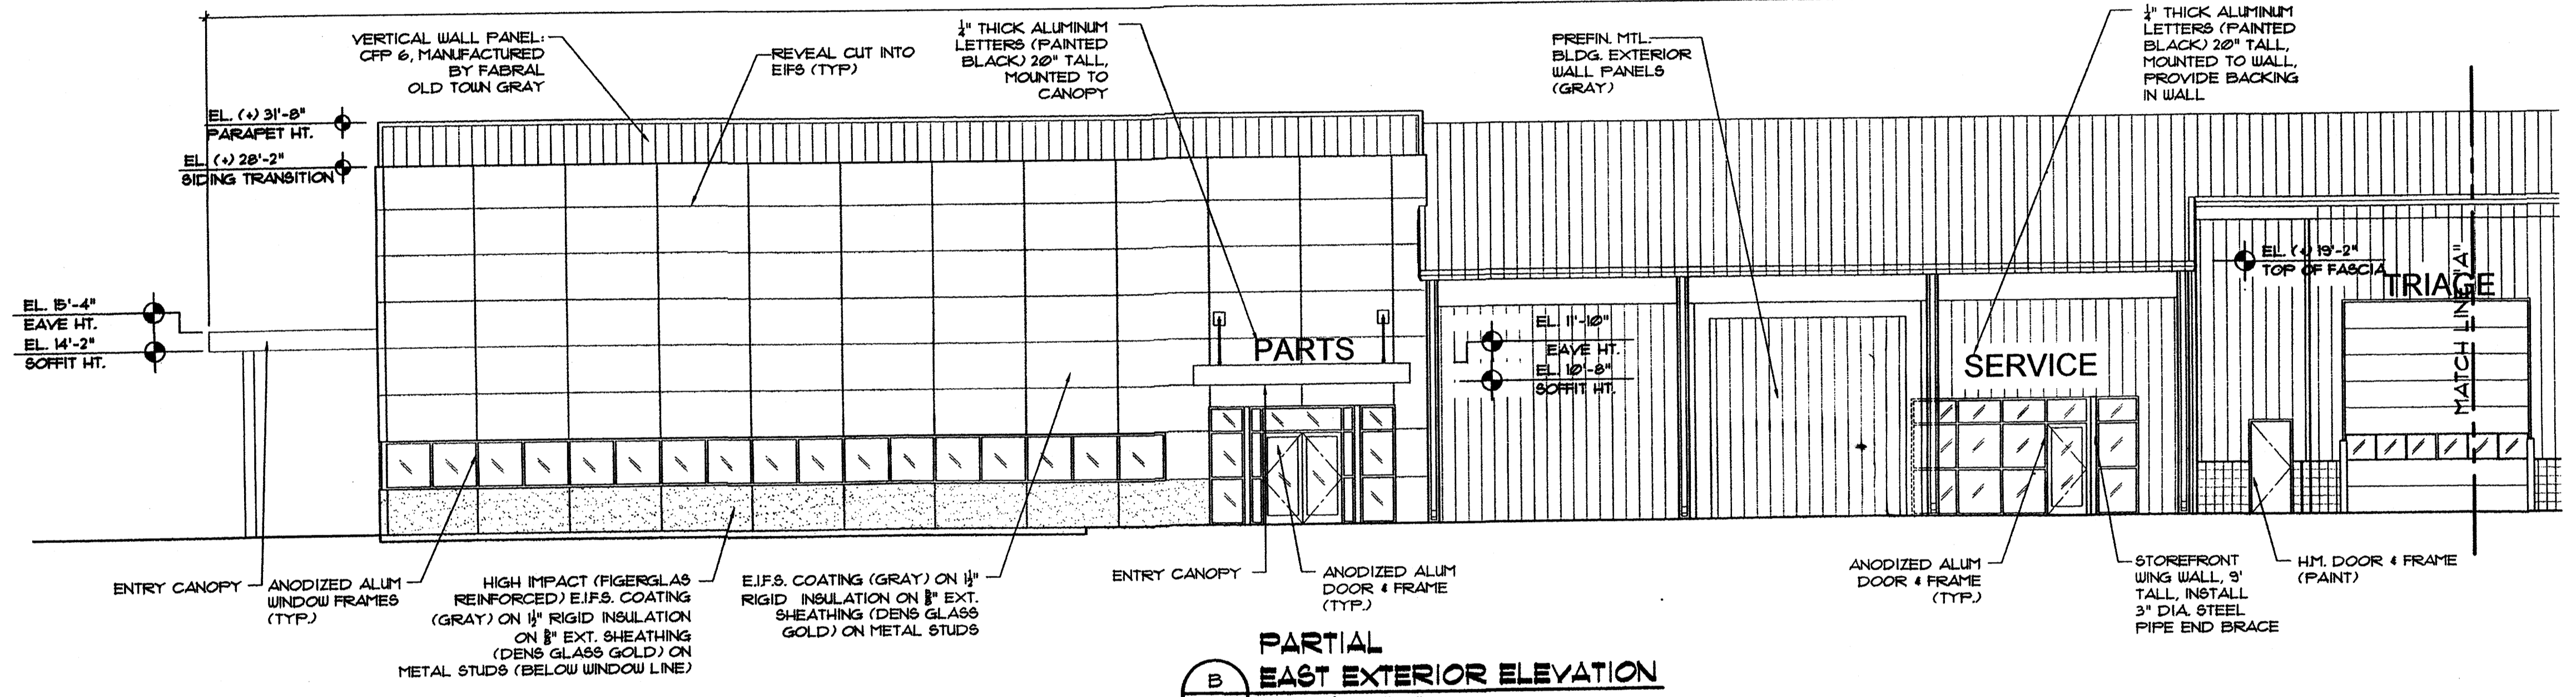 VERTICAL WALL PANEL:
CFP 6, MANUFACTURED
BY FABRAL
OLD TOWN GRAY
REVEAL CUT INTO
EIFS (TYP)
1/4" THICK ALUMINUM
LETTERS (PAINTED
BLACK) 20" TALL,
MOUNTED TO
CANOPY
PREFIN. MTL.
BLDG. EXTERIOR
WALL PANELS
(GRAY)
1/4" THICK ALUMINUM
LETTERS (PAINTED
BLACK) 20" TALL,
MOUNTED TO WALL,
PROVIDE BACKING
IN WALL
EL. (+) 31'-8"
PARAPET HT.
EL. (+) 28'-2"
SIDING TRANSITION
EL. 15'-4"
EAVE HT.
EL. 14'-2"
SOFFIT HT.
PARTS
EL. 11'-10"
EAVE HT.
EL. 10'-8"
SOFFIT HT.
SERVICE
EL. (+) 19'-2"
TOP OF FASCIA
TRIAGE
MATCH LINE "A"
ENTRY CANOPY
ANODIZED ALUM
WINDOW FRAMES
(TYP.)
HIGH IMPACT (FIGERGLAS
REINFORCED) E.I.F.S. COATING
(GRAY) ON 1 1/2" RIGID INSULATION
ON 5/8" EXT. SHEATHING
(DENS GLASS GOLD) ON
METAL STUDS (BELOW WINDOW LINE)
E.I.F.S. COATING (GRAY) ON 1 1/2"
RIGID INSULATION ON 5/8" EXT.
SHEATHING (DENS GLASS
GOLD) ON METAL STUDS
ENTRY CANOPY
ANODIZED ALUM
DOOR & FRAME
(TYP.)
ANODIZED ALUM
DOOR & FRAME
(TYP.)
STOREFRONT
WING WALL, 9'
TALL, INSTALL
3" DIA. STEEL
PIPE END BRACE
H.M. DOOR & FRAME
(PAINT)
B
PARTIAL
EAST EXTERIOR ELEVATION